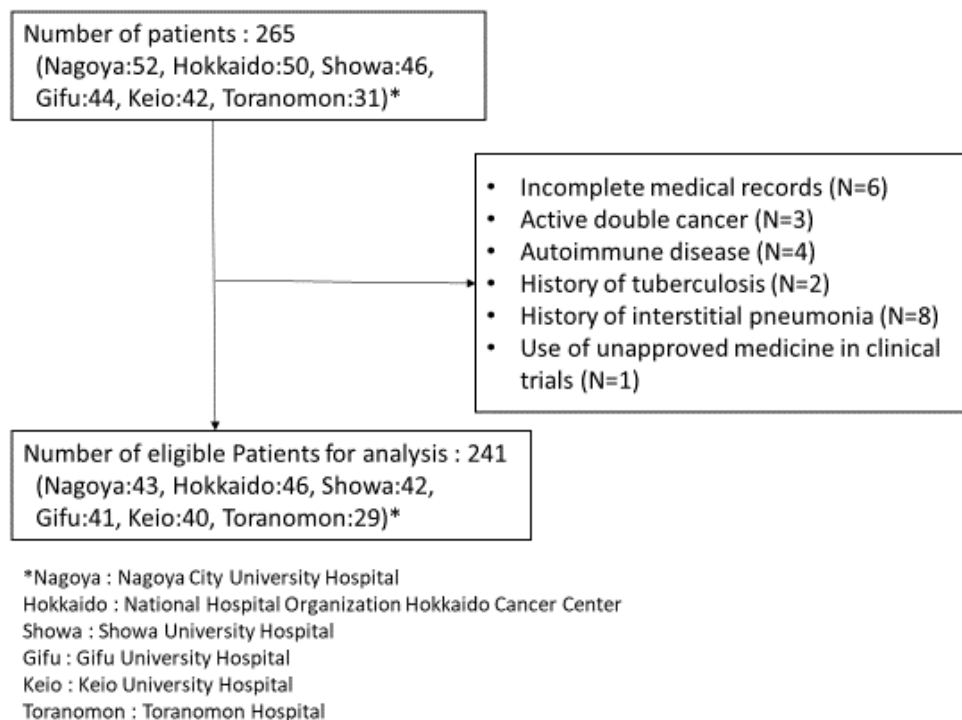 Number of patients : 265
(Nagoya:52, Hokkaido:50, Showa:46,
Gifu:44, Keio:42, Toranomon:31)*
• Incomplete medical records (N=6)
• Active double cancer (N=3)
• Autoimmune disease (N=4)
• History of tuberculosis (N=2)
• History of interstitial pneumonia (N=8)
• Use of unapproved medicine in clinical
trials (N=1)
Number of eligible Patients for analysis : 241
(Nagoya:43, Hokkaido:46, Showa:42,
Gifu:41, Keio:40, Toranomon:29)*
*Nagoya : Nagoya City University Hospital
Hokkaido : National Hospital Organization Hokkaido Cancer Center
Showa : Showa University Hospital
Gifu : Gifu University Hospital
Keio : Keio University Hospital
Toranomon : Toranomon Hospital